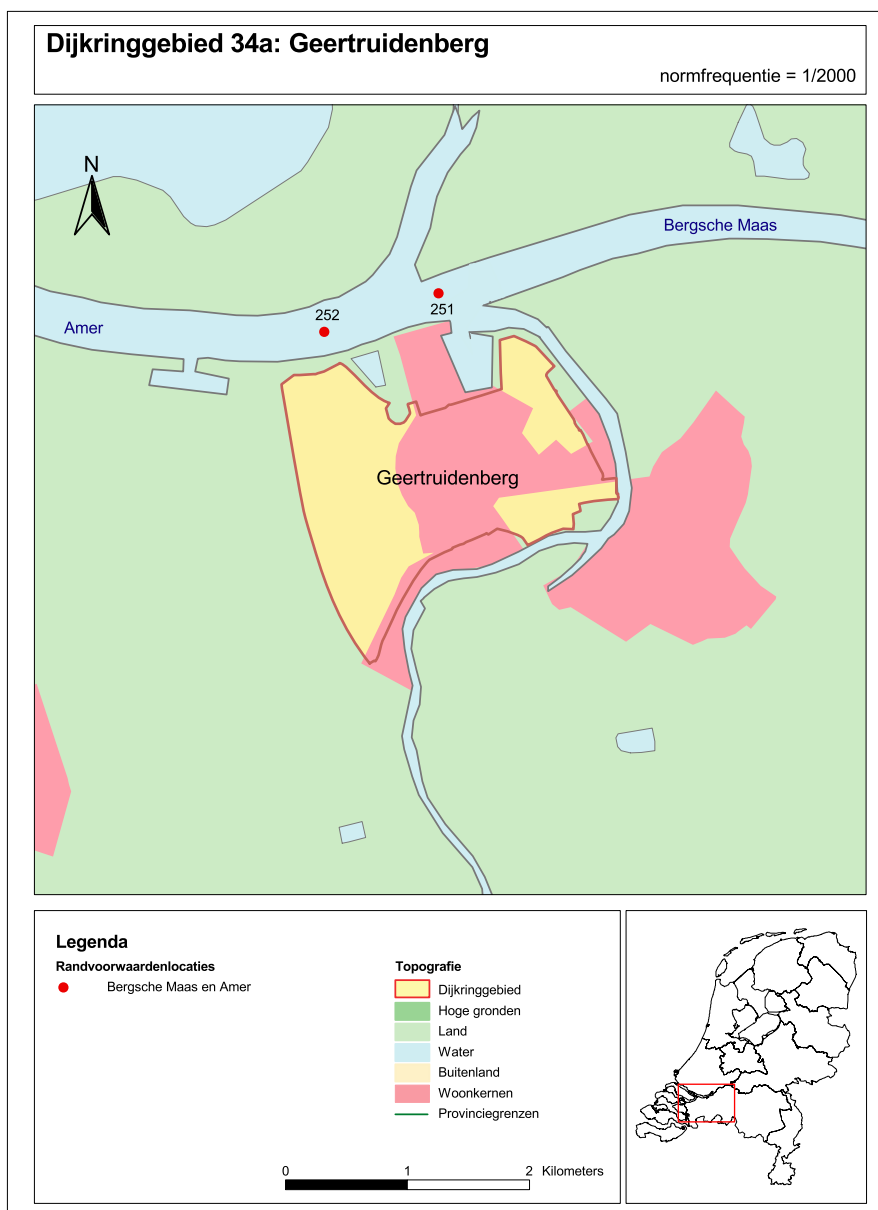 Dijkringgebied 34a: Geertruidenberg
normfrequentie = 1/2000
N
Bergsche Maas
252
251
Amer
Geertruidenberg
Legenda
Randvoorwaardenlocaties
Bergsche Maas en Amer
Topografie
Dijkringgebied
Hoge gronden
Land
Water
Buitenland
Woonkernen
Provinciegrenzen
0 1 2 Kilometers